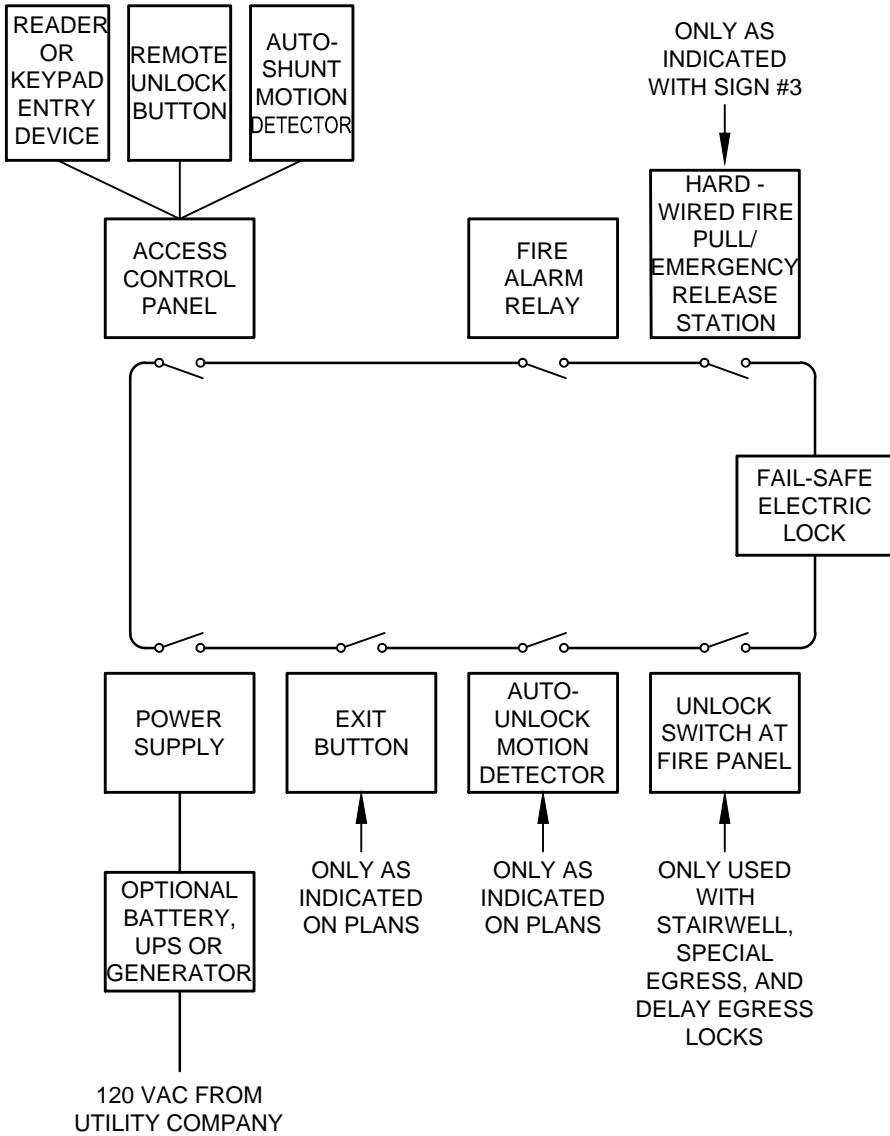 READER
OR
KEYPAD
ENTRY
DEVICE
REMOTE
UNLOCK
BUTTON
AUTO-
SHUNT
MOTION
DETECTOR
ONLY AS
INDICATED
WITH SIGN #3
ACCESS
CONTROL
PANEL
FIRE
ALARM
RELAY
HARD -
WIRED FIRE
PULL/
EMERGENCY
RELEASE
STATION
FAIL-SAFE
ELECTRIC
LOCK
POWER
SUPPLY
EXIT
BUTTON
AUTO-
UNLOCK
MOTION
DETECTOR
UNLOCK
SWITCH AT
FIRE PANEL
OPTIONAL
BATTERY,
UPS OR
GENERATOR
ONLY AS
INDICATED
ON PLANS
ONLY AS
INDICATED
ON PLANS
ONLY USED
WITH
STAIRWELL,
SPECIAL
EGRESS, AND
DELAY EGRESS
LOCKS
120 VAC FROM
UTILITY COMPANY